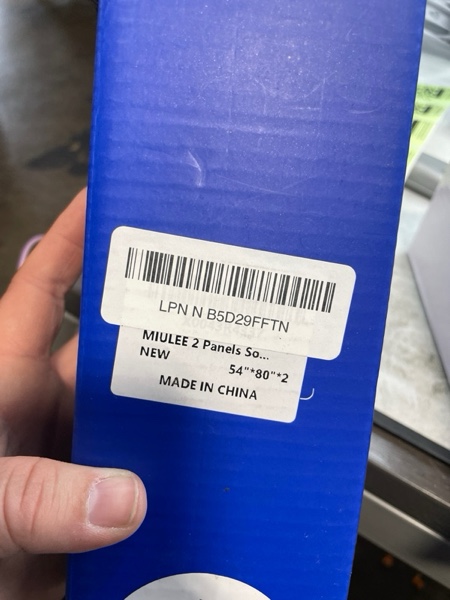 LPN N B5D29FFTN
MIULEE 2 Panels So...
NEW
54"*80"*2
MADE IN CHINA